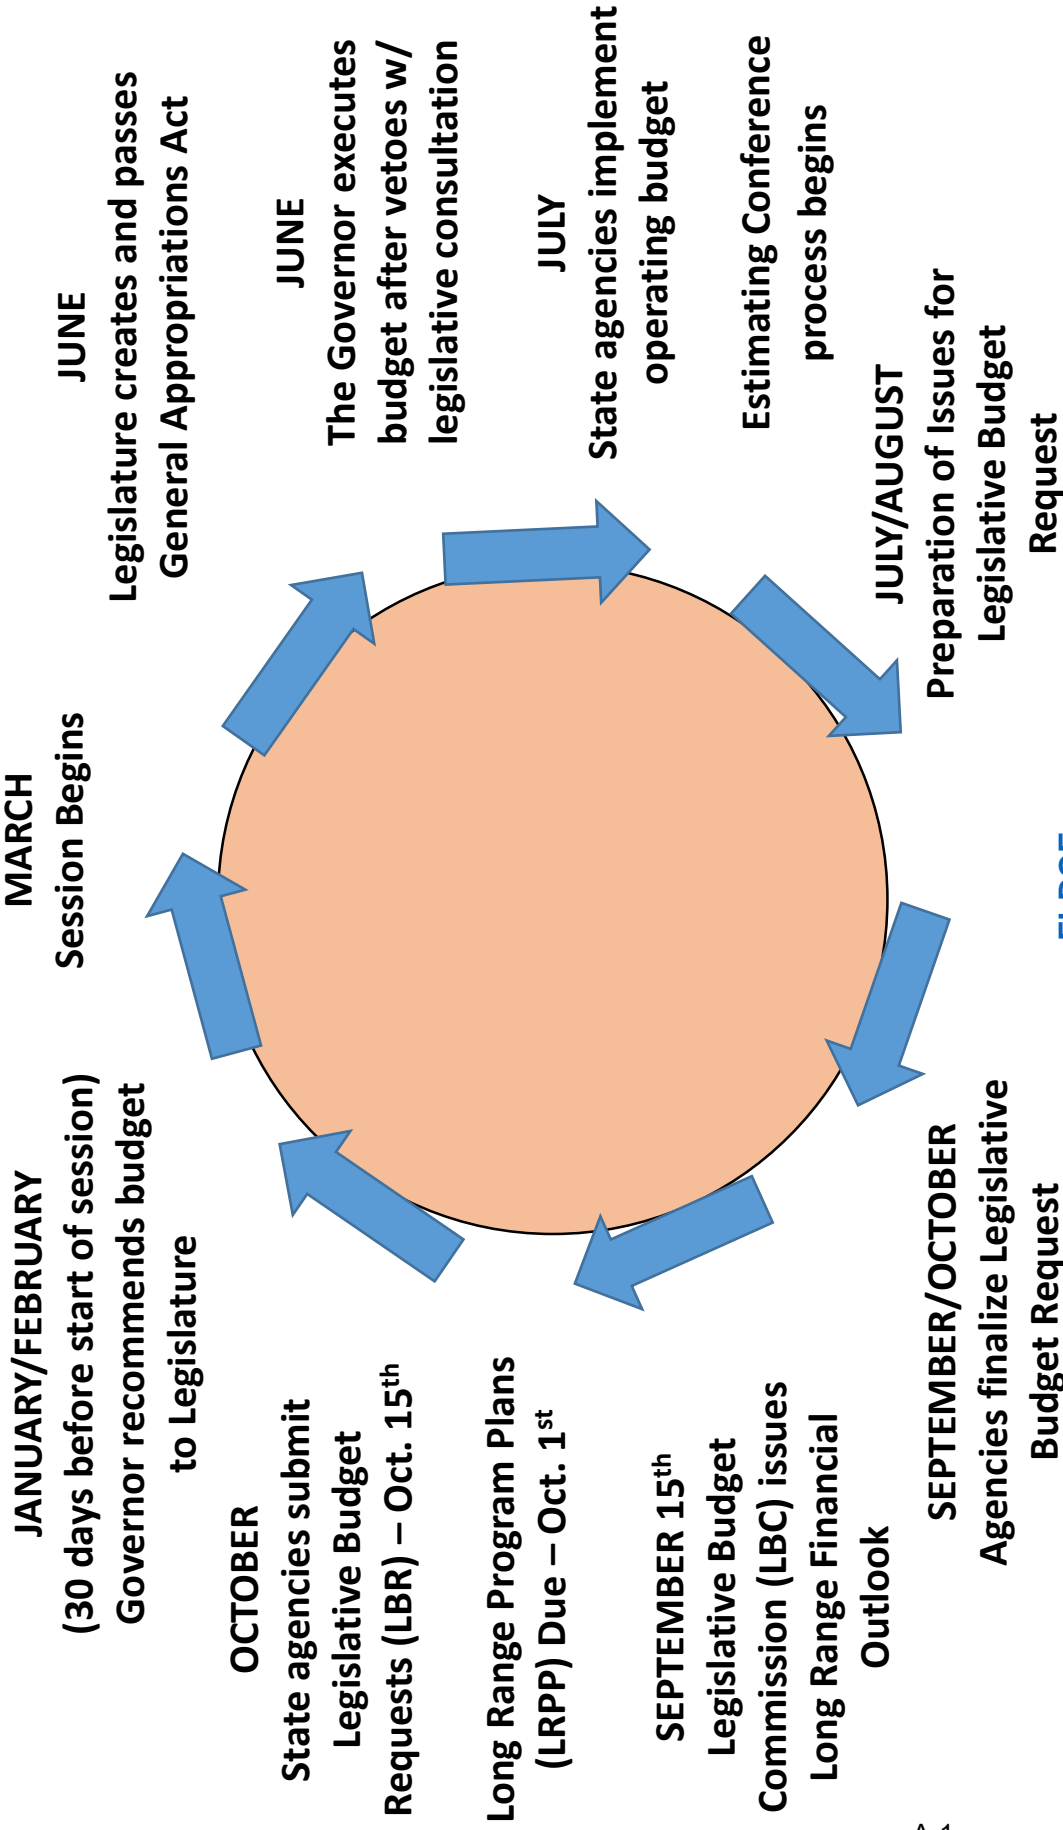 MARCH
Session Begins
JUNE
Legislature creates and passes
General Appropriations Act
JUNE
The Governor executes
budget after vetoes w/
legislative consultation
JULY
State agencies implement
operating budget
Estimating Conference
process begins
JULY/AUGUST
Preparation of Issues for
Legislative Budget
Request
SEPTEMBER/OCTOBER
Agencies finalize Legislative
Budget Request
SEPTEMBER 15th
Legislative Budget
Commission (LBC) issues
Long Range Financial
Outlook
Long Range Program Plans
(LRPP) Due – Oct. 1st
OCTOBER
State agencies submit
Legislative Budget
Requests (LBR) – Oct. 15th
JANUARY/FEBRUARY
(30 days before start of session)
Governor recommends budget
to Legislature